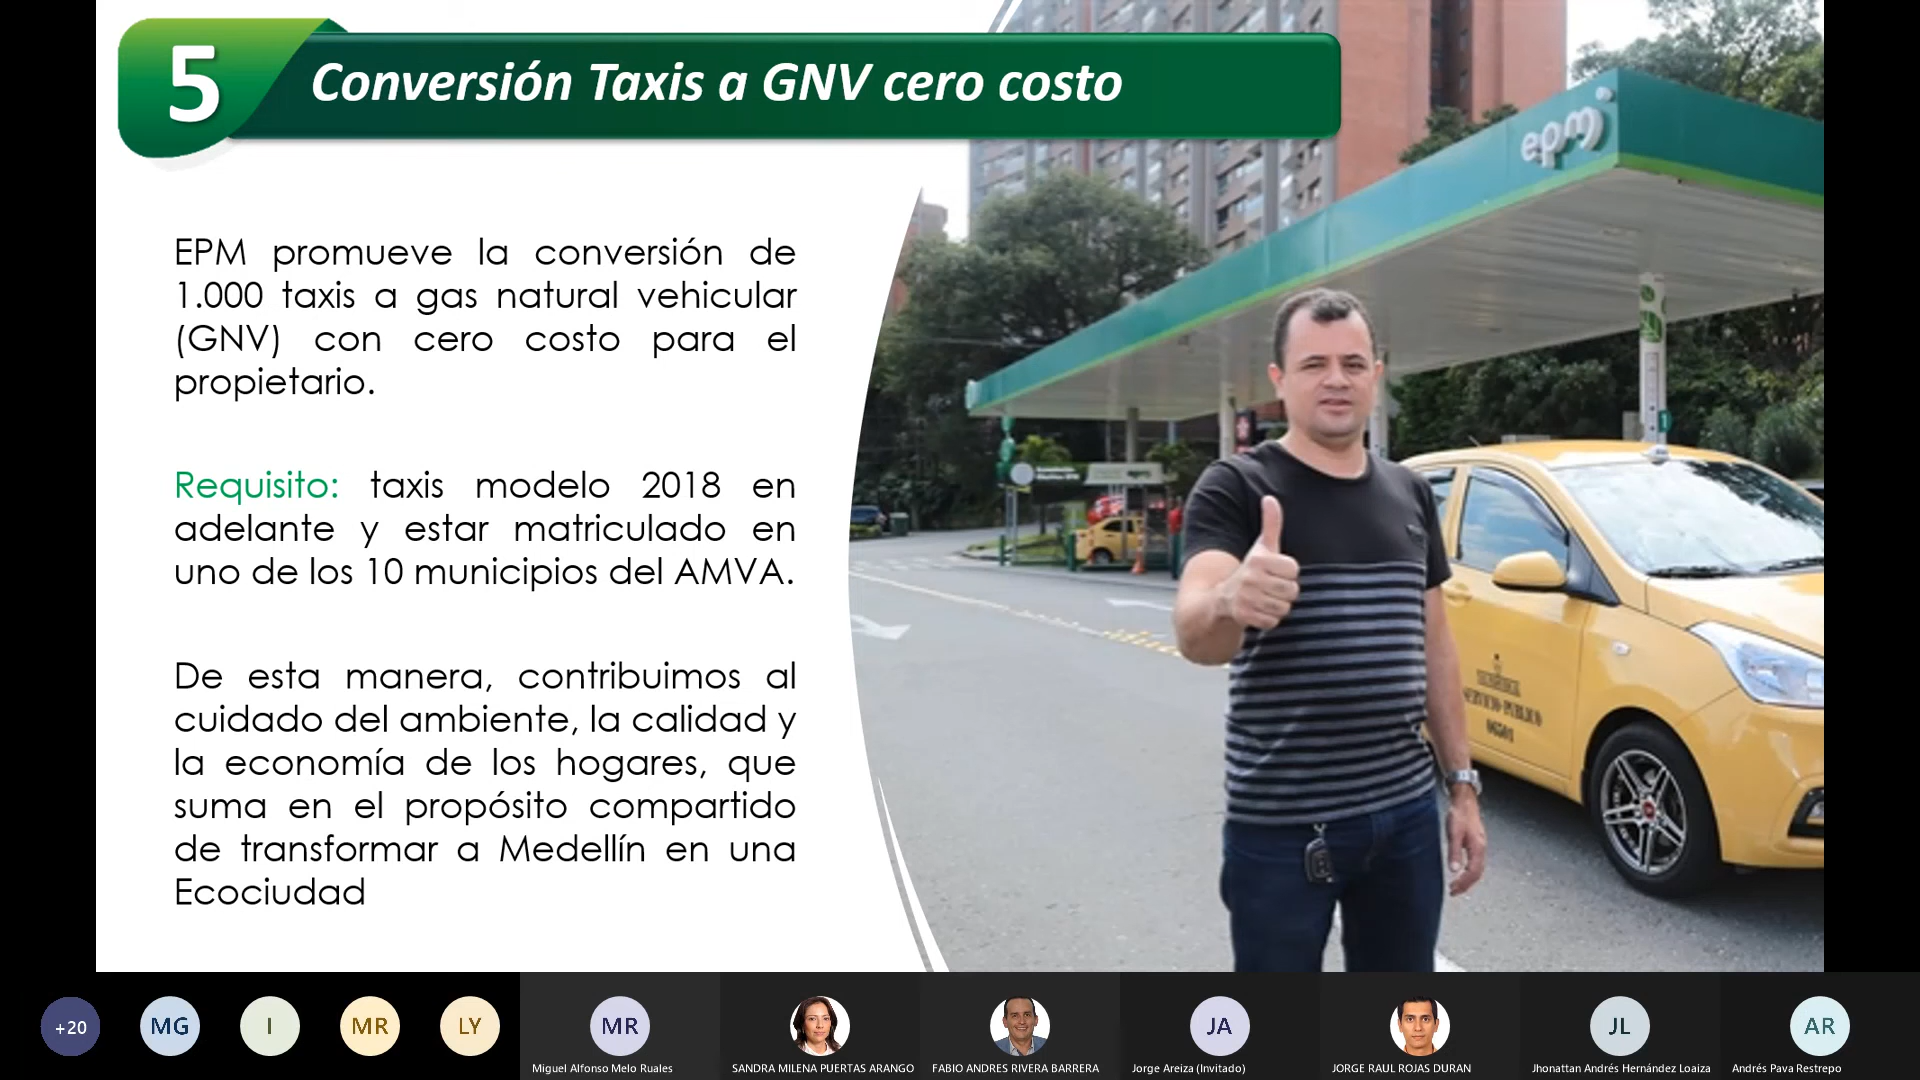 5
Conversión Taxis a GNV cero costo
epm
EPM promueve la conversión de
1.000 taxis a gas natural vehicular
(GNV) con cero costo para el
propietario.
Requisito: taxis modelo 2018 en
adelante y estar matriculado en
uno de los 10 municipios del AMVA.
De esta manera, contribuimos al
cuidado del ambiente, la calidad y
la economía de los hogares, que
suma en el propósito compartido
de transformar a Medellín en una
Ecociudad
SERVICIO PUBLICO
+20
MG
I
MR
LY
MR
JA
JL
AR
Miguel Alfonso Melo Ruales
SANDRA MILENA PUERTAS ARANGO
FABIO ANDRES RIVERA BARRERA
Jorge Areiza (Invitado)
JORGE RAUL ROJAS DURAN
Jhonattan Andrés Hernández Loaiza
Andrés Pava Restrepo